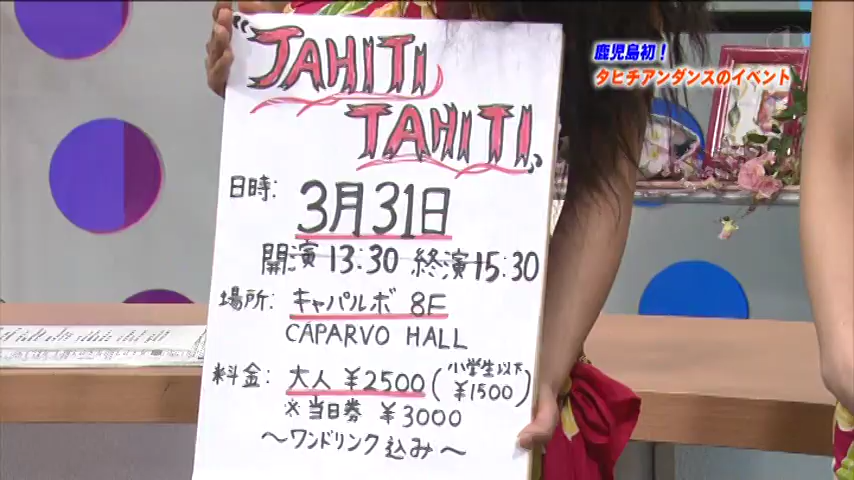 鹿児島初！
タヒチアンダンスのイベント
"TAHITI
TAHITI"
日時： 3月31日
開演 13:30 終演 15:30
場所： キャパルボ 8F
CAPARVO HALL
料金： 大人 ¥2500 (小学生以下 ¥1500)
※当日券 ¥3000
〜ワンドリンク込み〜